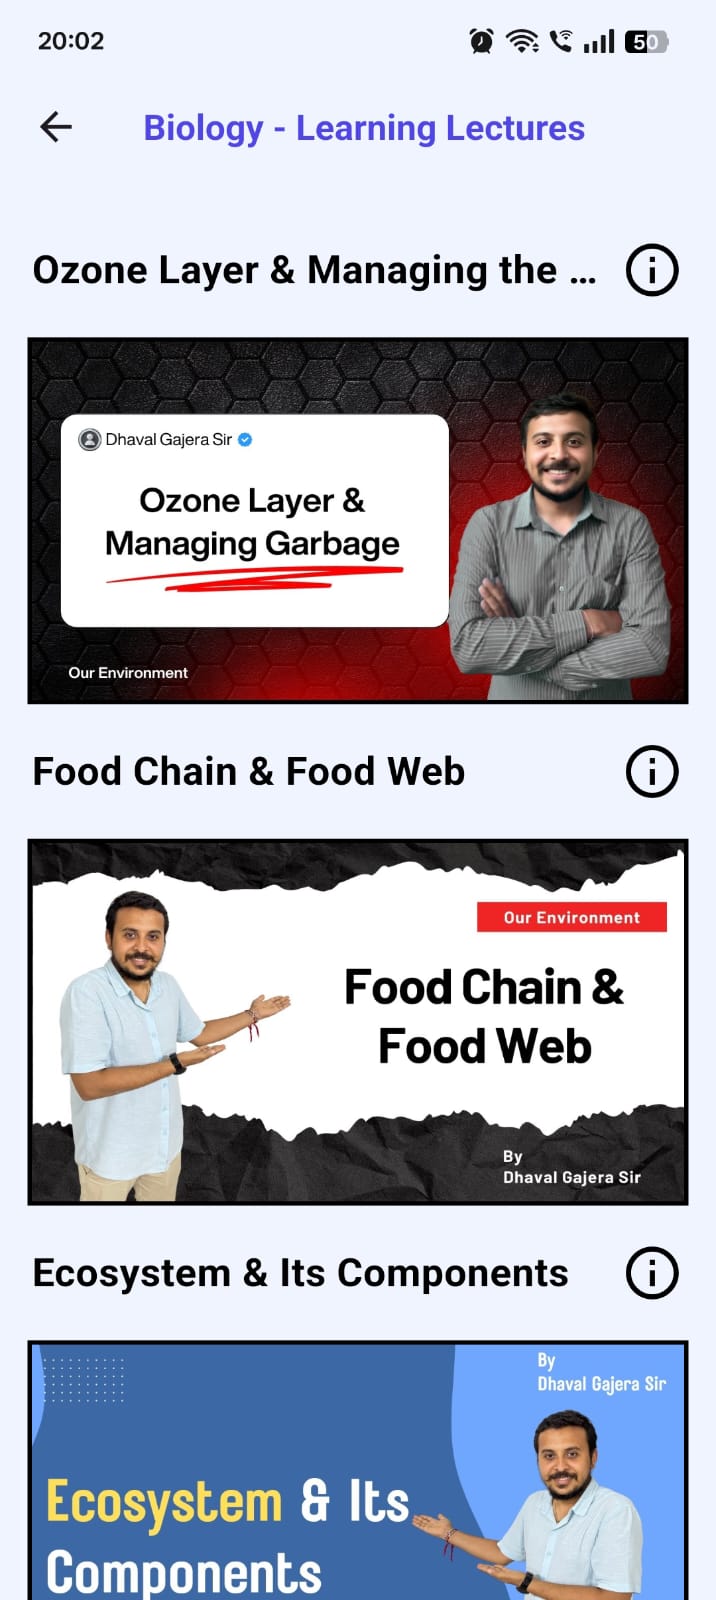 20:02
50
Biology - Learning Lectures
Ozone Layer & Managing the ...
Dhaval Gajera Sir
Ozone Layer &
Managing Garbage
Our Environment
Food Chain & Food Web
Our Environment
Food Chain &
Food Web
By
Dhaval Gajera Sir
Ecosystem & Its Components
By
Dhaval Gajera Sir
Ecosystem & Its
Components